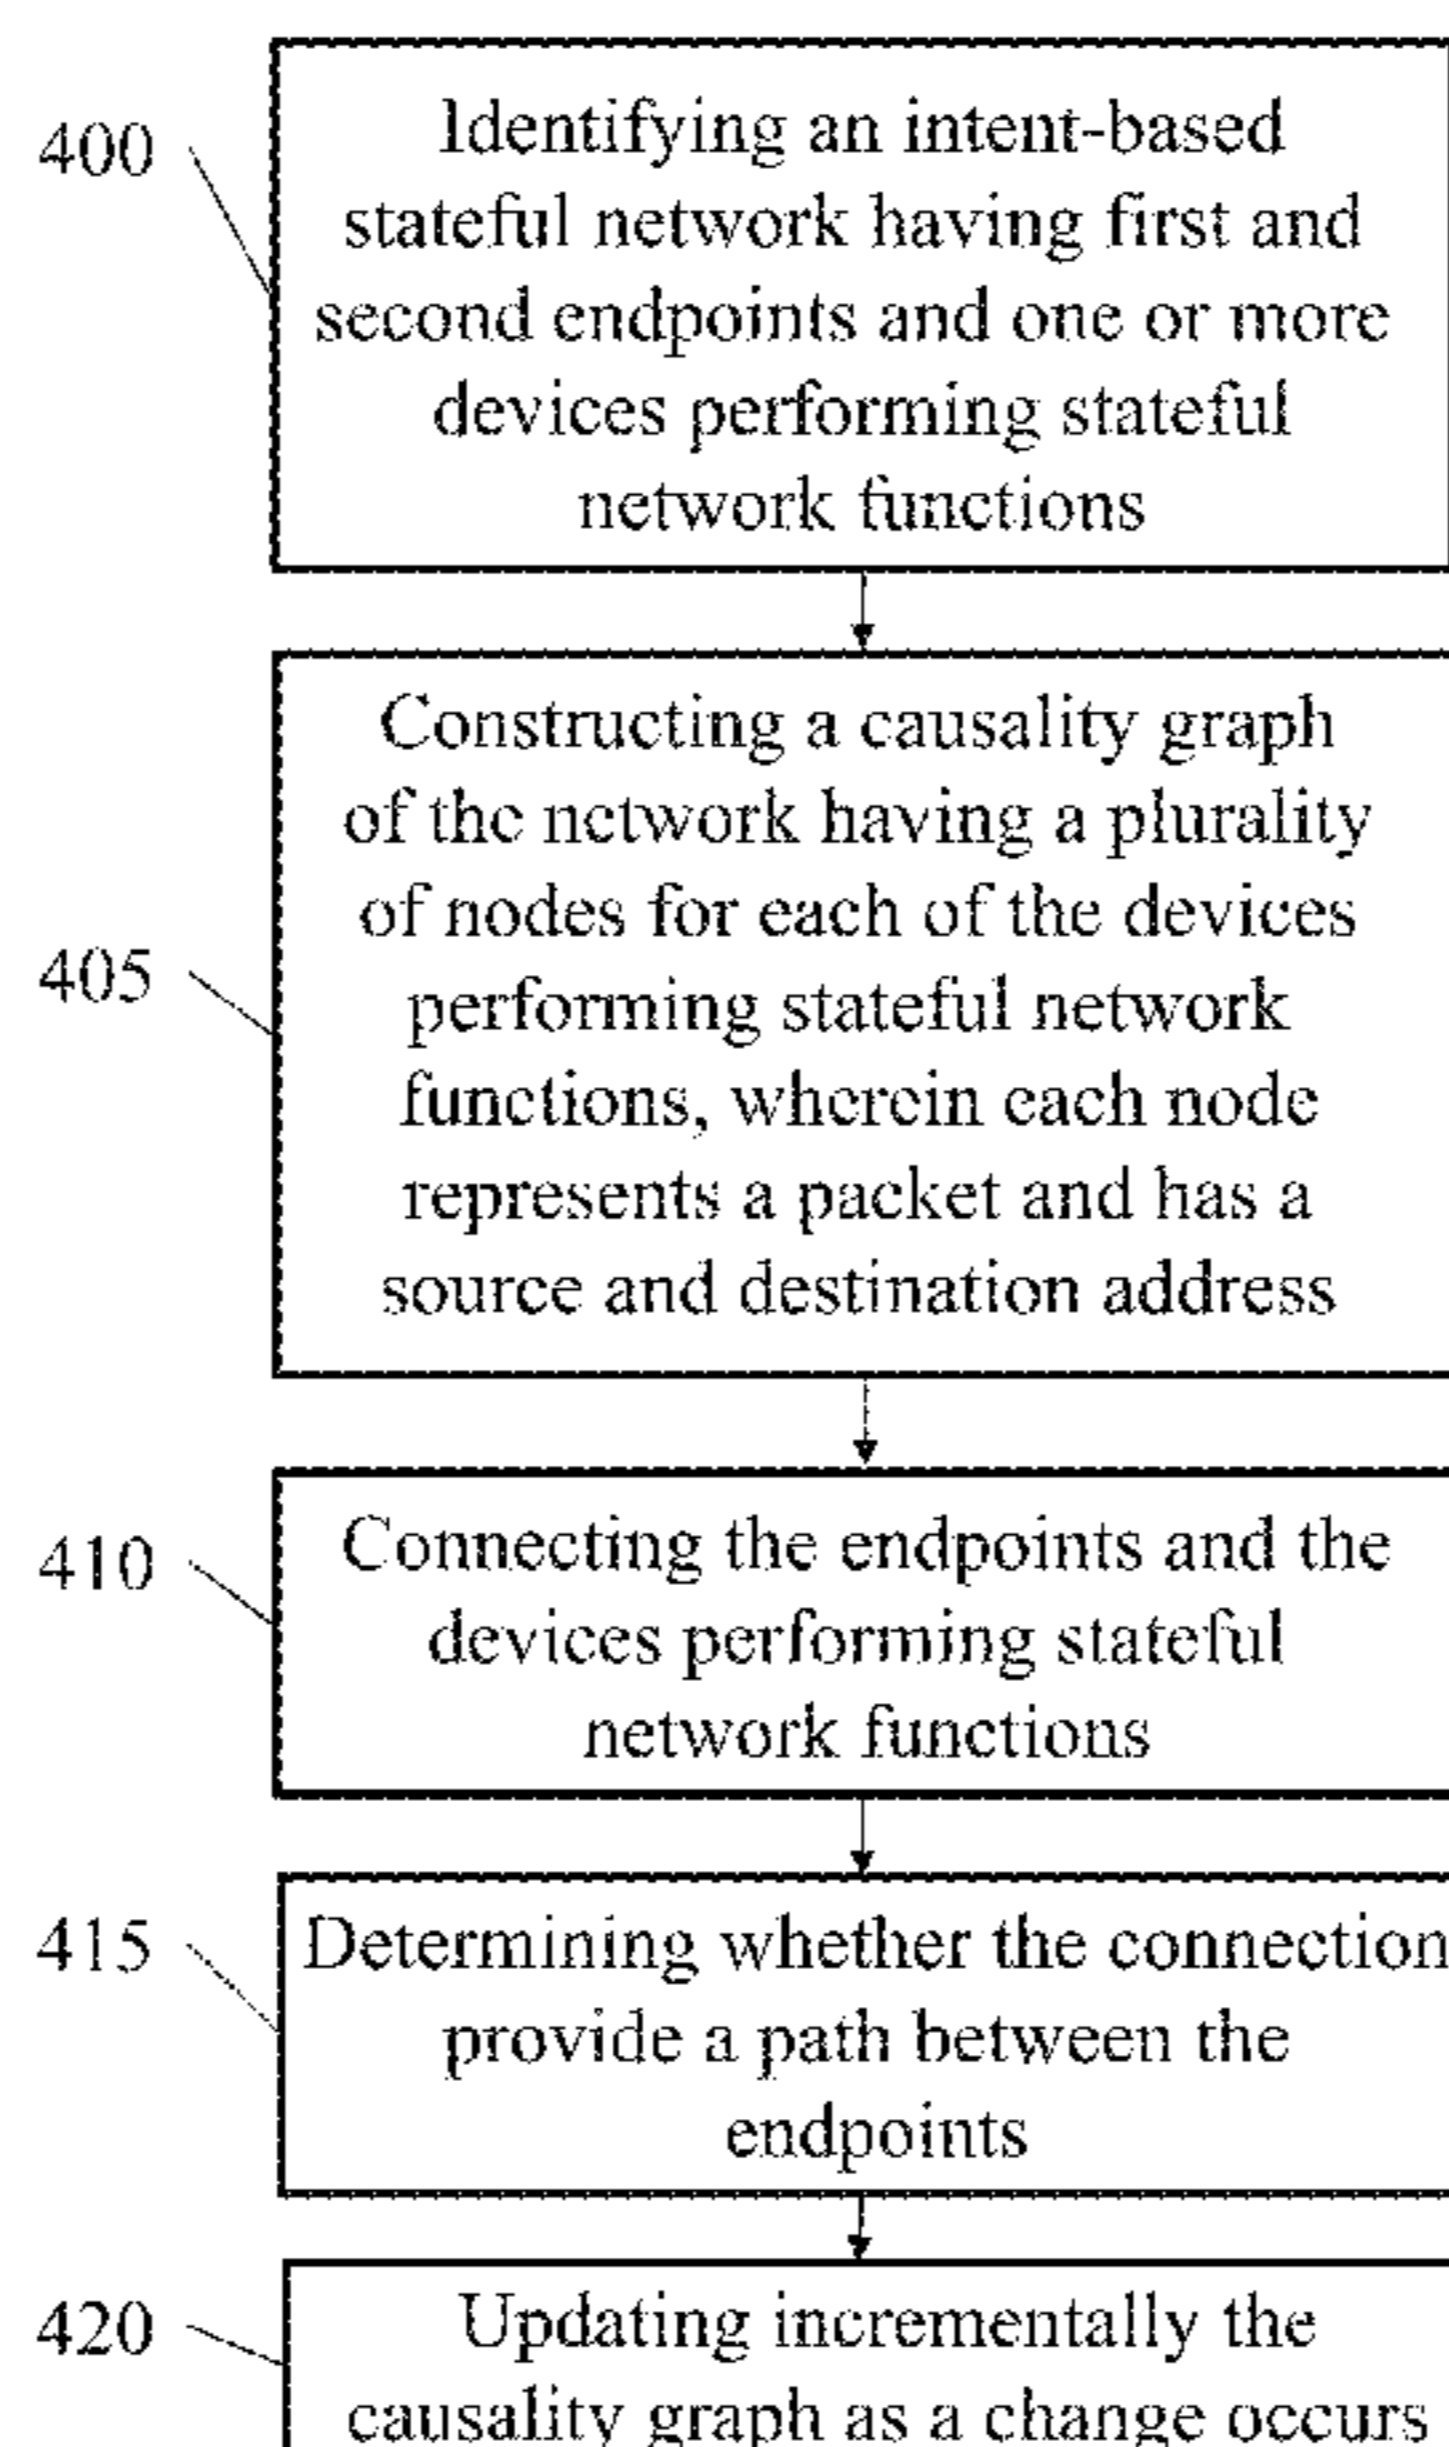 400
Identifying an intent-based
stateful network having first and
second endpoints and one or more
devices performing stateful
network functions
405
Constructing a causality graph
of the network having a plurality
of nodes for each of the devices
performing stateful network
functions, wherein each node
represents a packet and has a
source and destination address
410
Connecting the endpoints and the
devices performing stateful
network functions
415
Determining whether the connection
provide a path between the
endpoints
420
Updating incrementally the
causality graph as a change occurs